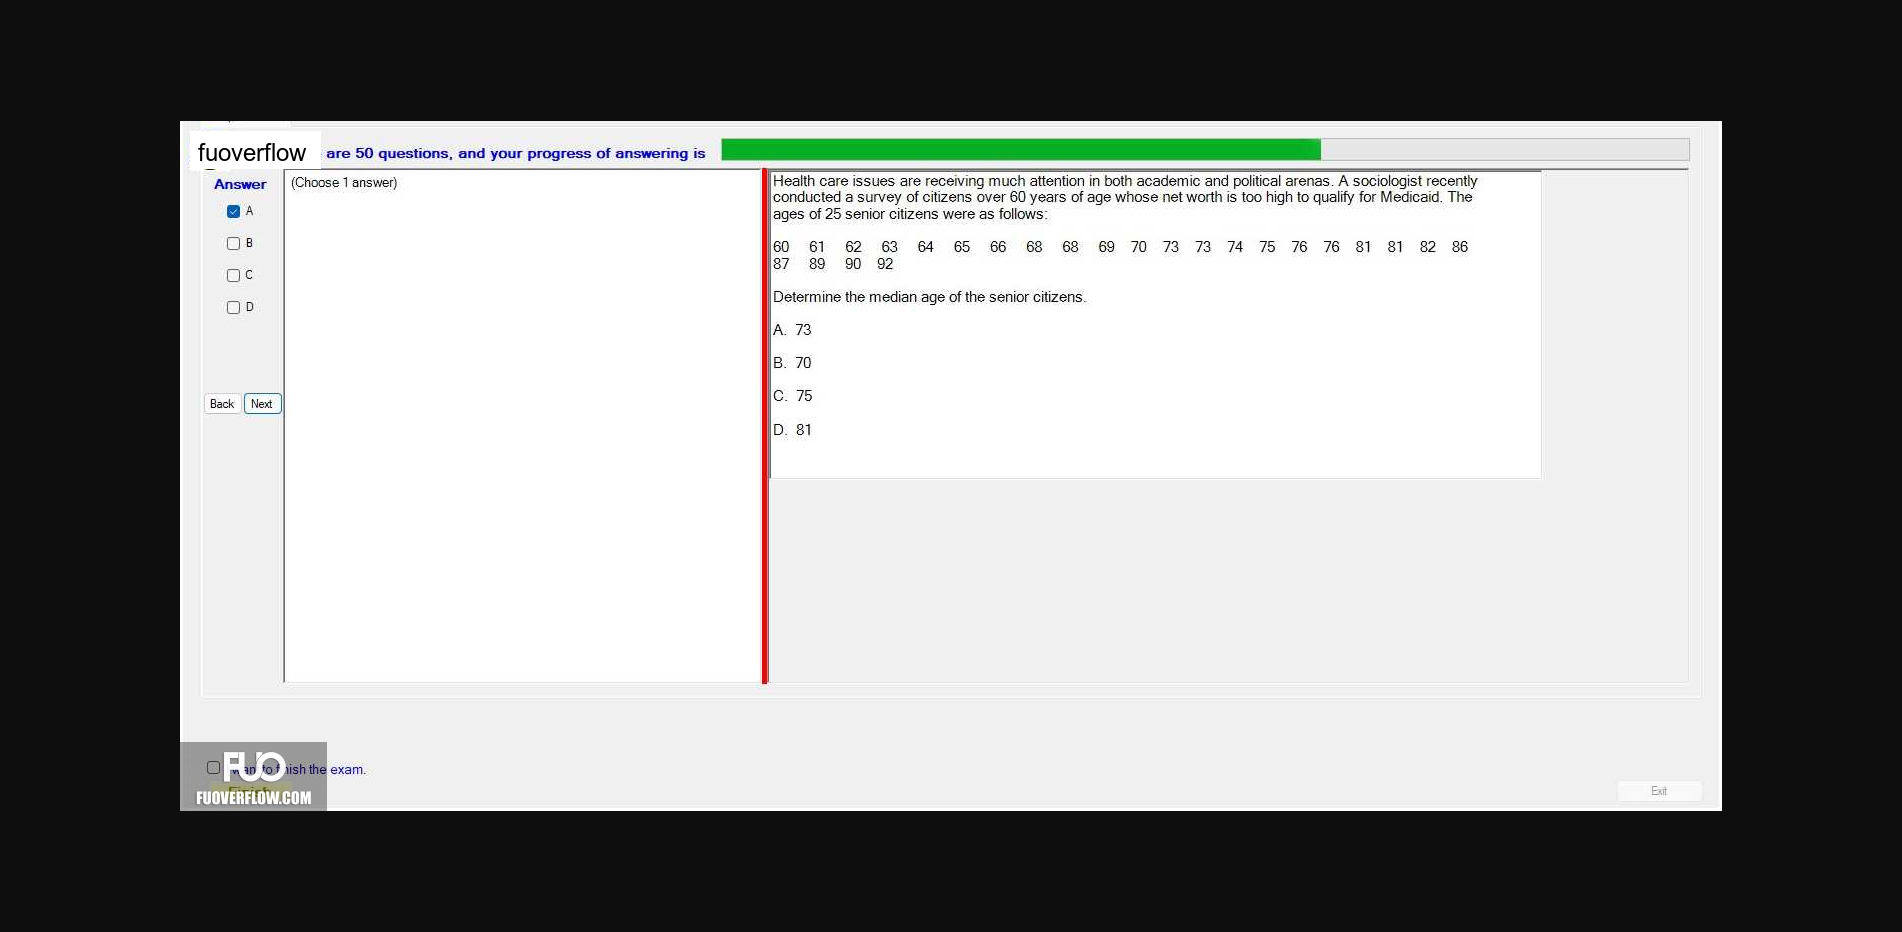 fuoverflow are 50 questions, and your progress of answering is
Answer
(Choose 1 answer)
A
B
C
D
Back Next
Health care issues are receiving much attention in both academic and political arenas. A sociologist recently
conducted a survey of citizens over 60 years of age whose net worth is too high to qualify for Medicaid. The
ages of 25 senior citizens were as follows:
60 61 62 63 64 65 66 68 68 69 70 73 73 74 75 76 76 81 81 82 86
87 89 90 92
Determine the median age of the senior citizens.
A. 73
B. 70
C. 75
D. 81
FUO
want to finish the exam.
Finish
FUOVERFLOW.COM
Exit